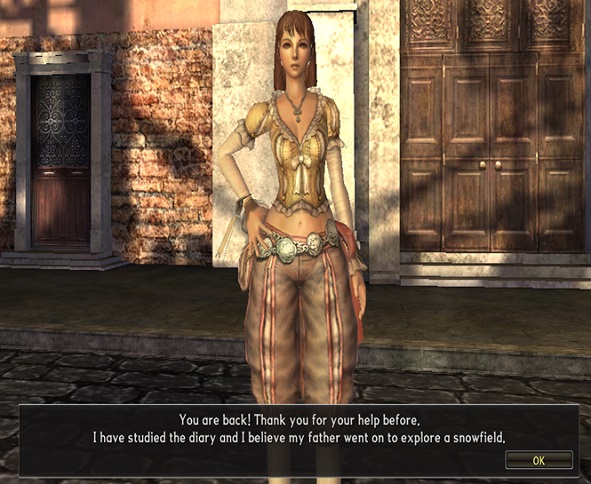 You are back! Thank you for your help before.
I have studied the diary and I believe my father went on to explore a snowfield.
OK